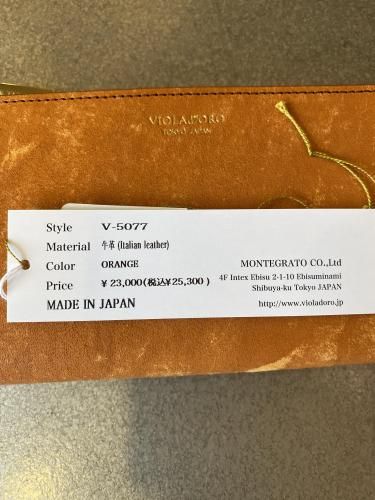 VIOLAd'ORO
TOKYO JAPAN
Style V-5077
Material 牛革 (Italian leather)
Color ORANGE
Price ¥ 23,000(税込¥25,300 )
MADE IN JAPAN
MONTEGRATO CO.,Ltd
4F Intex Ebisu 2-1-10 Ebisuminami
Shibuya-ku Tokyo JAPAN
http://www.violadoro.jp